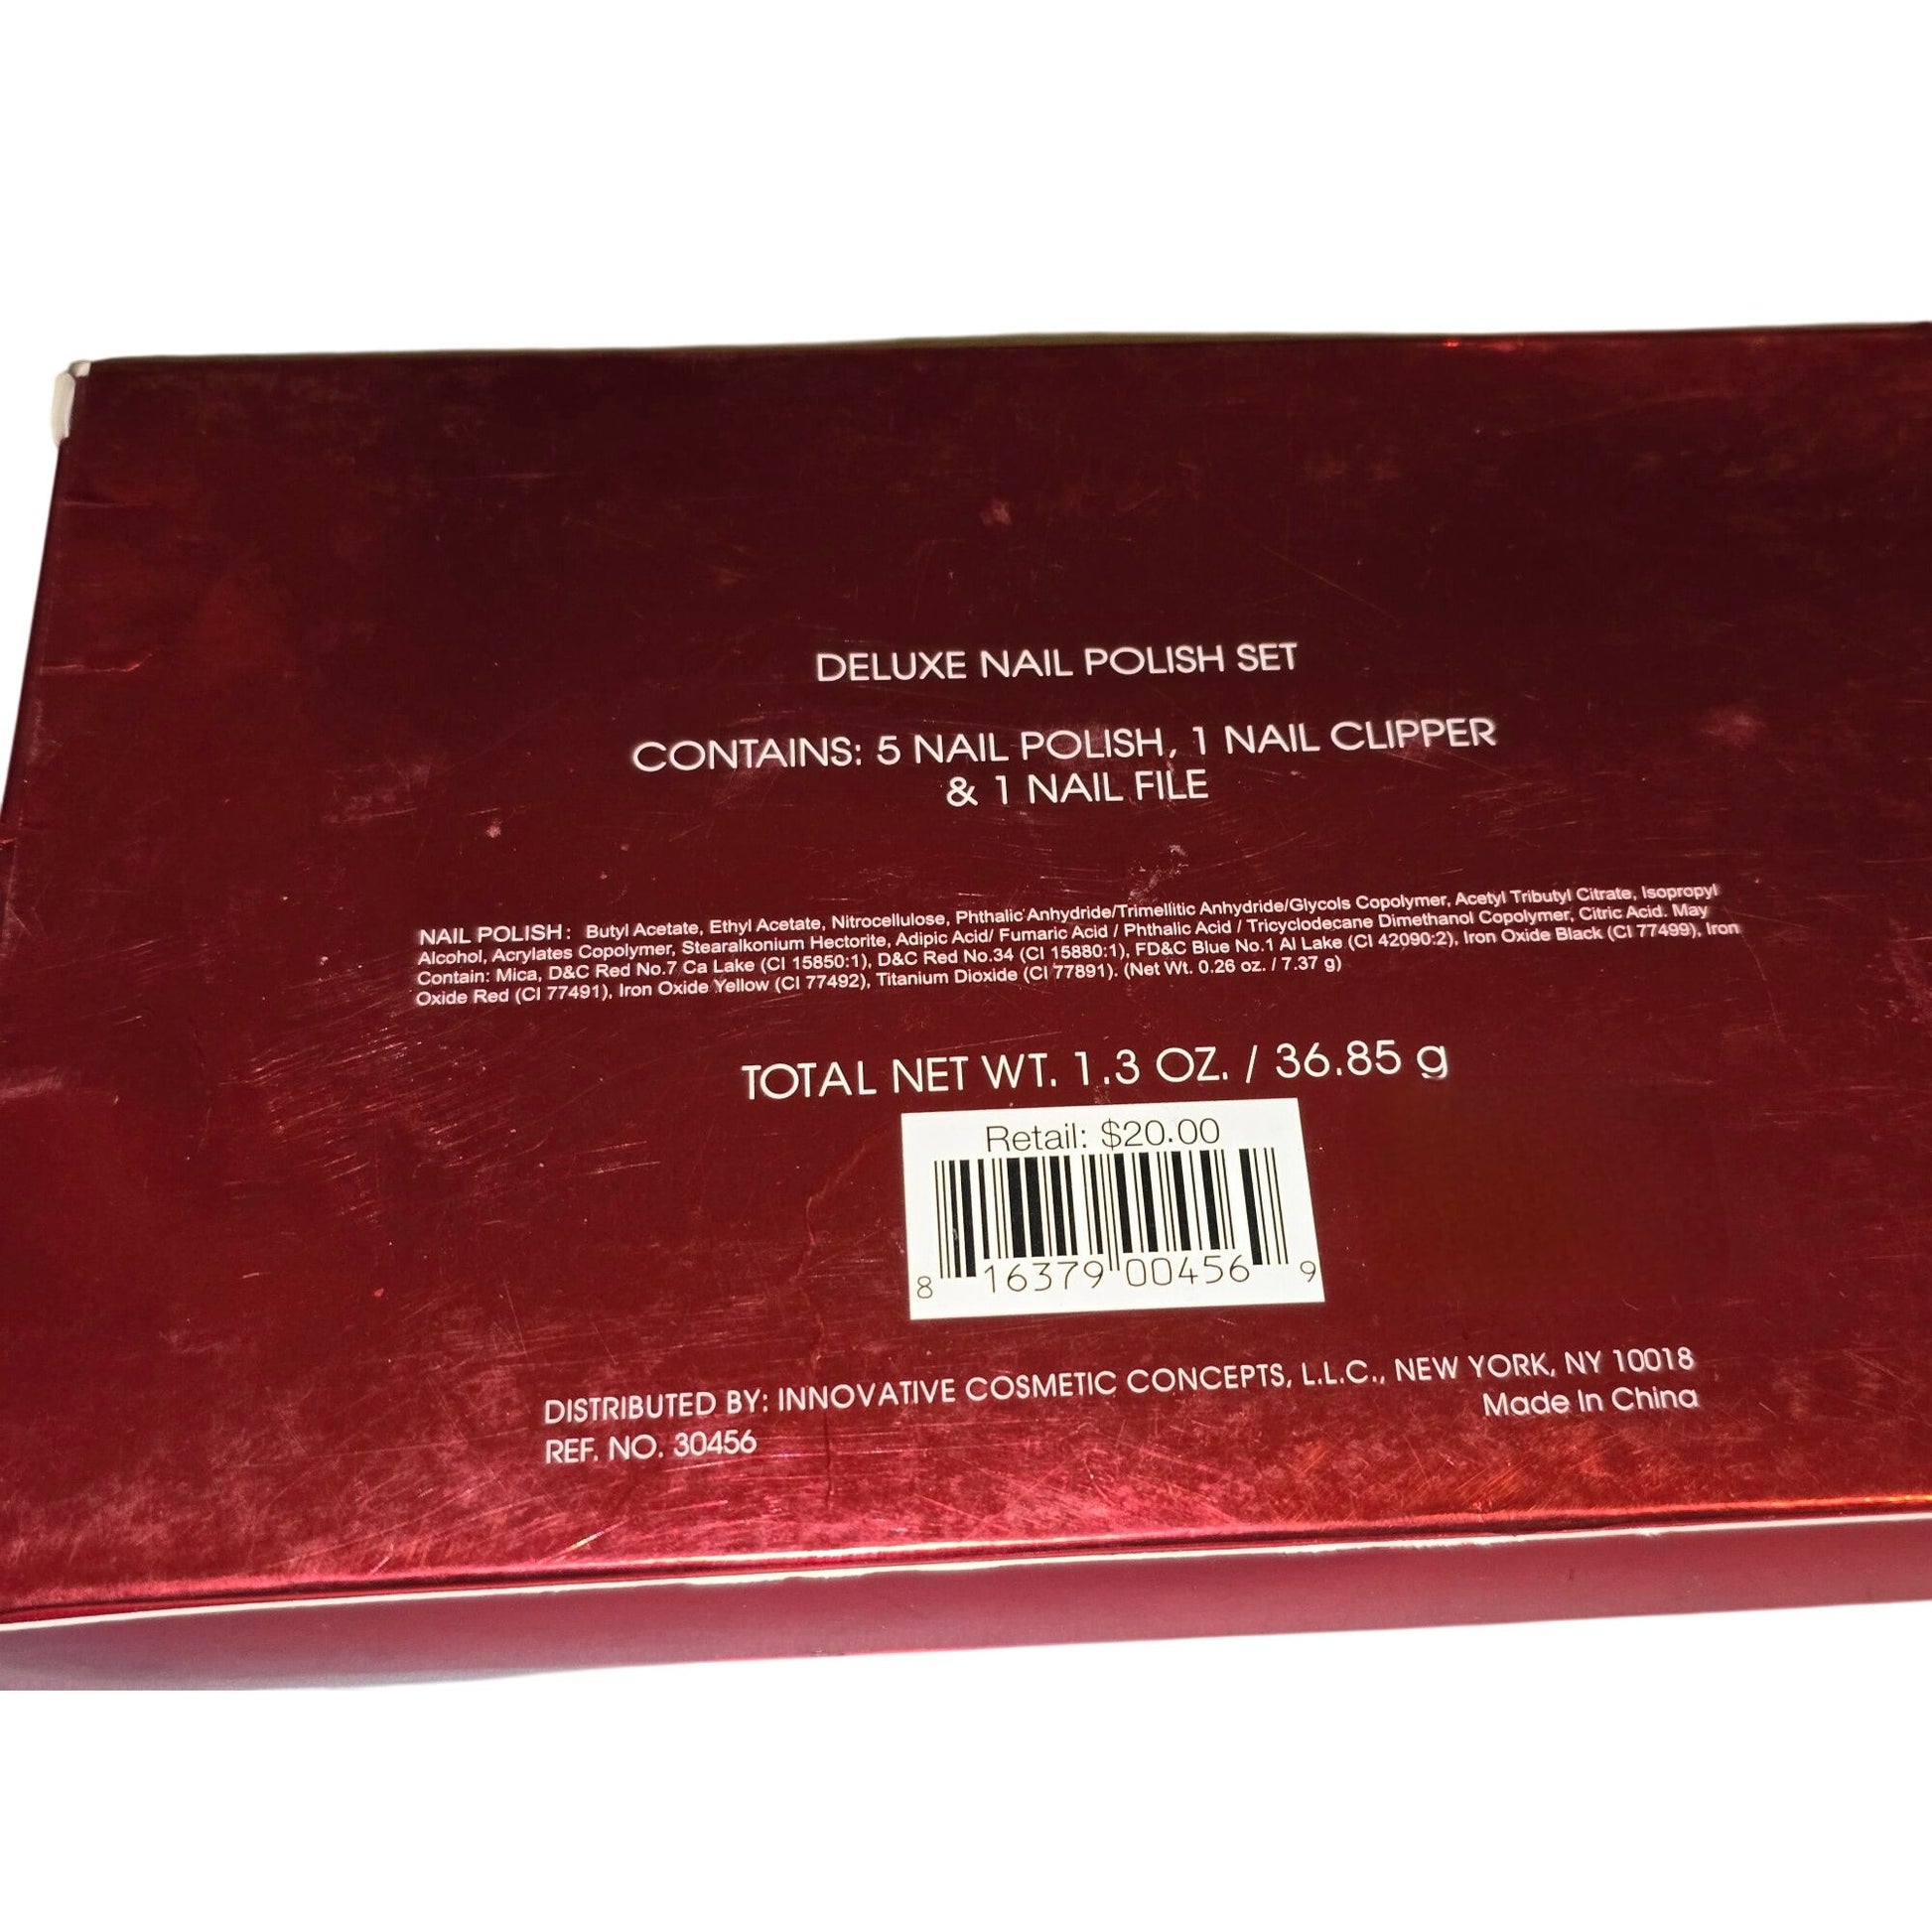 DELUXE NAIL POLISH SET
CONTAINS: 5 NAIL POLISH, 1 NAIL CLIPPER
& 1 NAIL FILE
NAIL POLISH: Butyl Acetate, Ethyl Acetate, Nitrocellulose, Phthalic Anhydride/Trimellitic Anhydride/Glycols Copolymer, Acetyl Tributyl Citrate, Isopropyl
Alcohol, Acrylates Copolymer, Stearalkonium Hectorite, Adipic Acid/ Fumaric Acid / Phthalic Acid / Tricyclodecane Dimethanol Copolymer, Citric Acid. May
Contain: Mica, D&C Red No.7 Ca Lake (CI 15850:1), D&C Red No.34 (CI 15880:1), FD&C Blue No.1 Al Lake (CI 42090:2), Iron Oxide Black (CI 77499), Iron
Oxide Red (CI 77491), Iron Oxide Yellow (CI 77492), Titanium Dioxide (CI 77891). (Net Wt. 0.26 oz. / 7.37 g)
TOTAL NET WT. 1.3 OZ. / 36.85 g
Retail: $20.00
8 16379 00456 9
DISTRIBUTED BY: INNOVATIVE COSMETIC CONCEPTS, L.L.C., NEW YORK, NY 10018
Made In China
REF. NO. 30456